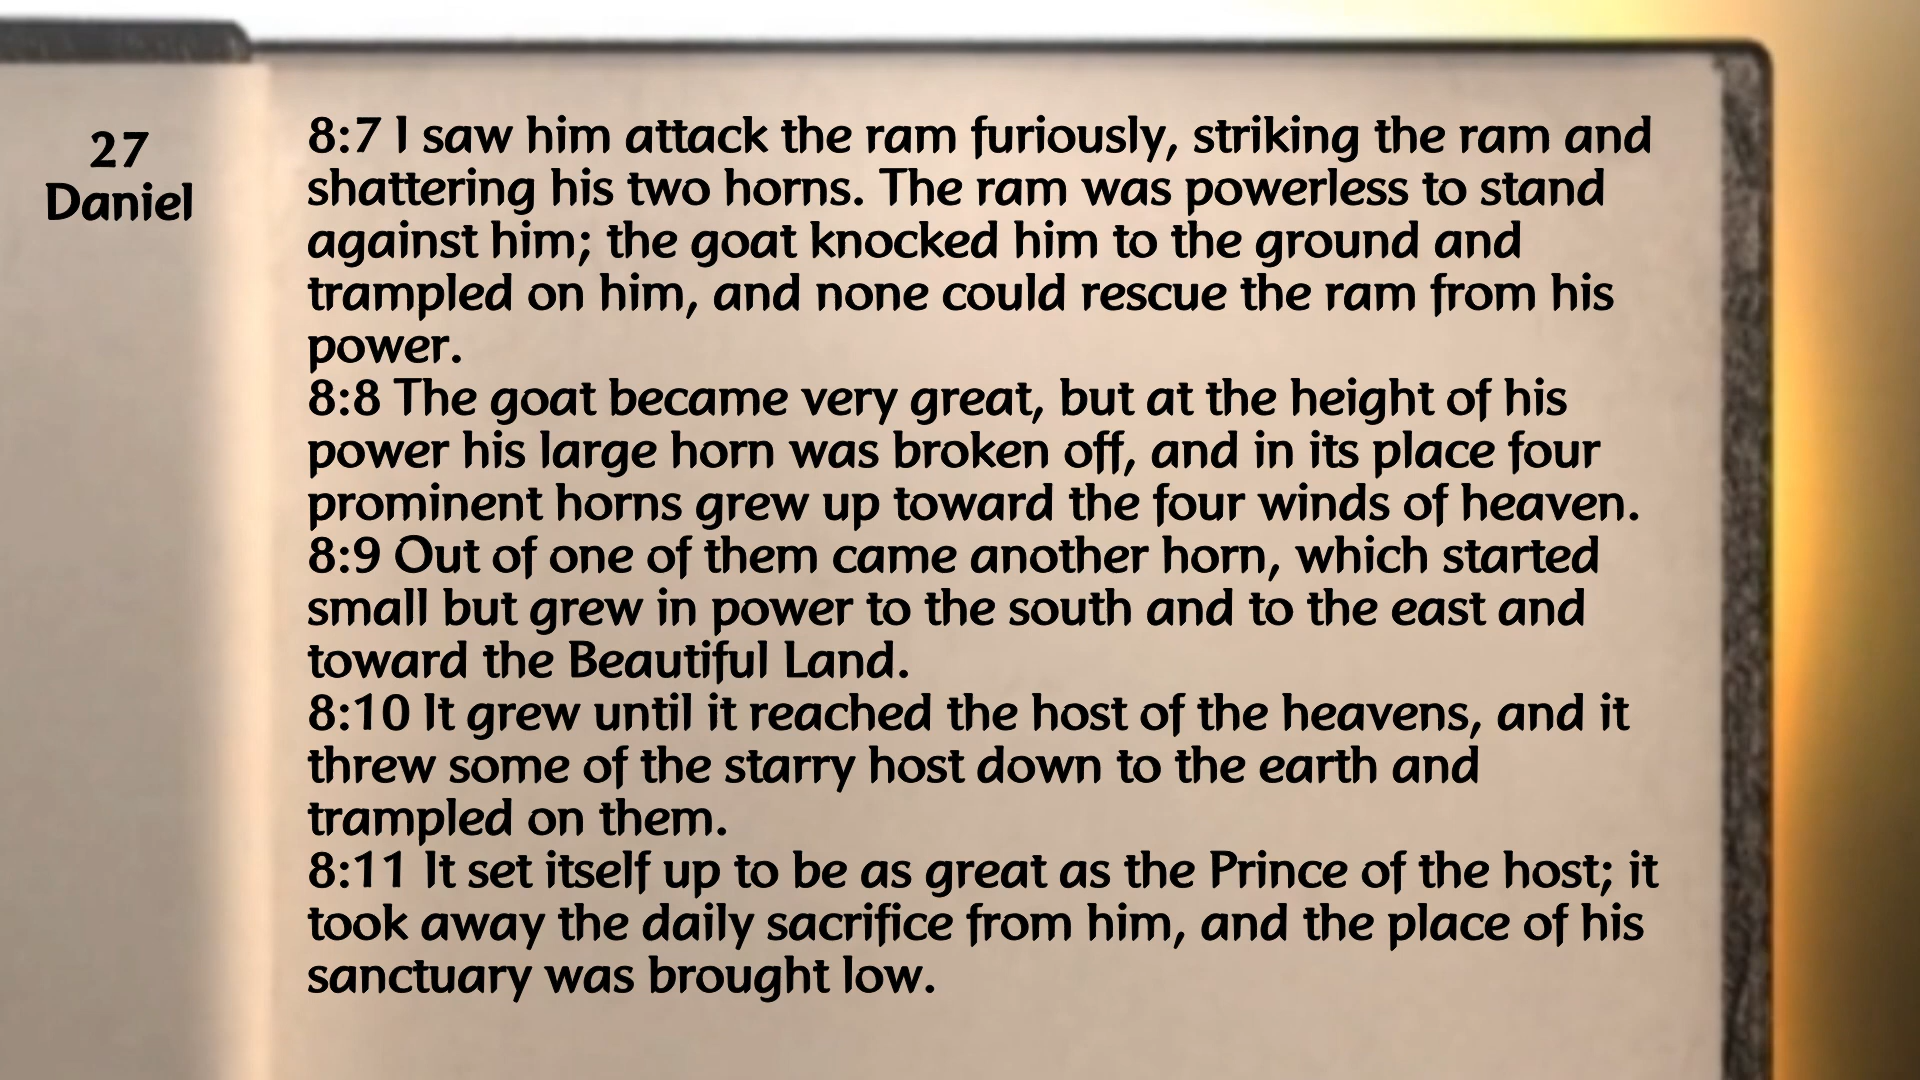 27
Daniel
8:7 I saw him attack the ram furiously, striking the ram and
shattering his two horns. The ram was powerless to stand
against him; the goat knocked him to the ground and
trampled on him, and none could rescue the ram from his
power.
8:8 The goat became very great, but at the height of his
power his large horn was broken off, and in its place four
prominent horns grew up toward the four winds of heaven.
8:9 Out of one of them came another horn, which started
small but grew in power to the south and to the east and
toward the Beautiful Land.
8:10 It grew until it reached the host of the heavens, and it
threw some of the starry host down to the earth and
trampled on them.
8:11 It set itself up to be as great as the Prince of the host; it
took away the daily sacrifice from him, and the place of his
sanctuary was brought low.